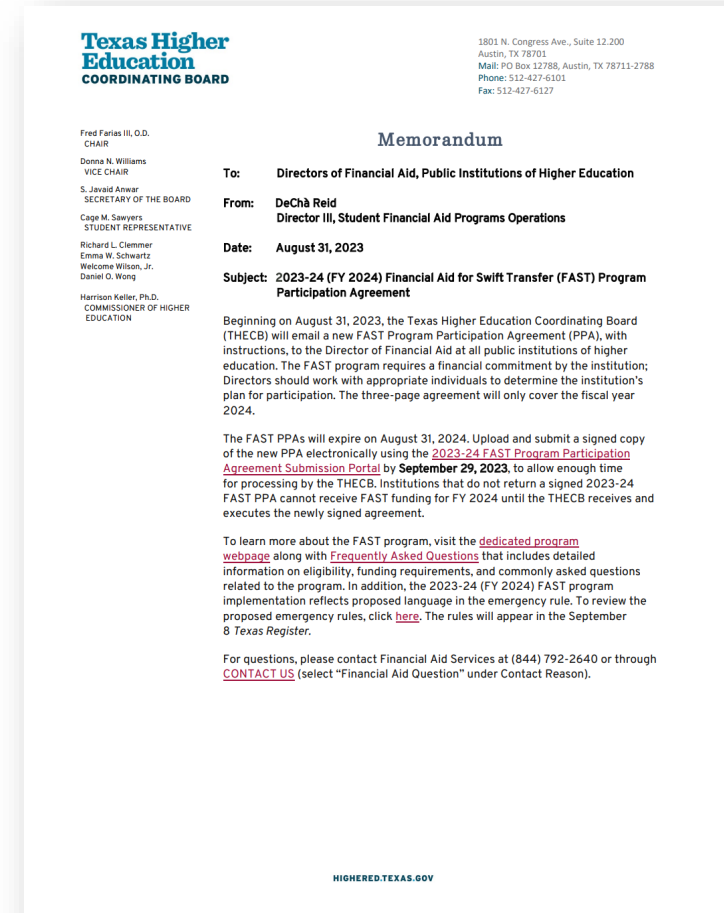 Texas Higher
Education
COORDINATING BOARD
1801 N. Congress Ave., Suite 12.200
Austin, TX 78701
Mail: PO Box 12788, Austin, TX 78711-2788
Phone: 512-427-6101
Fax: 512-427-6127
Fred Farias III, O.D.
CHAIR
Donna N. Williams
VICE CHAIR
S. Javaid Anwar
SECRETARY OF THE BOARD
Cage M. Sawyers
STUDENT REPRESENTATIVE
Richard L. Clemmer
Emma W. Schwartz
Welcome Wilson, Jr.
Daniel O. Wong
Harrison Keller, Ph.D.
COMMISSIONER OF HIGHER
EDUCATION
Memorandum
To: Directors of Financial Aid, Public Institutions of Higher Education
From: DeChà Reid
Director III, Student Financial Aid Programs Operations
Date: August 31, 2023
Subject: 2023-24 (FY 2024) Financial Aid for Swift Transfer (FAST) Program
Participation Agreement
Beginning on August 31, 2023, the Texas Higher Education Coordinating Board
(THECB) will email a new FAST Program Participation Agreement (PPA), with
instructions, to the Director of Financial Aid at all public institutions of higher
education. The FAST program requires a financial commitment by the institution;
Directors should work with appropriate individuals to determine the institution's
plan for participation. The three-page agreement will only cover the fiscal year
2024.
The FAST PPAs will expire on August 31, 2024. Upload and submit a signed copy
of the new PPA electronically using the 2023-24 FAST Program Participation
Agreement Submission Portal by September 29, 2023, to allow enough time
for processing by the THECB. Institutions that do not return a signed 2023-24
FAST PPA cannot receive FAST funding for FY 2024 until the THECB receives and
executes the newly signed agreement.
To learn more about the FAST program, visit the dedicated program
webpage along with Frequently Asked Questions that includes detailed
information on eligibility, funding requirements, and commonly asked questions
related to the program. In addition, the 2023-24 (FY 2024) FAST program
implementation reflects proposed language in the emergency rule. To review the
proposed emergency rules, click here. The rules will appear in the September
8 Texas Register.
For questions, please contact Financial Aid Services at (844) 792-2640 or through
CONTACT US (select “Financial Aid Question” under Contact Reason).
HIGHERED.TEXAS.GOV